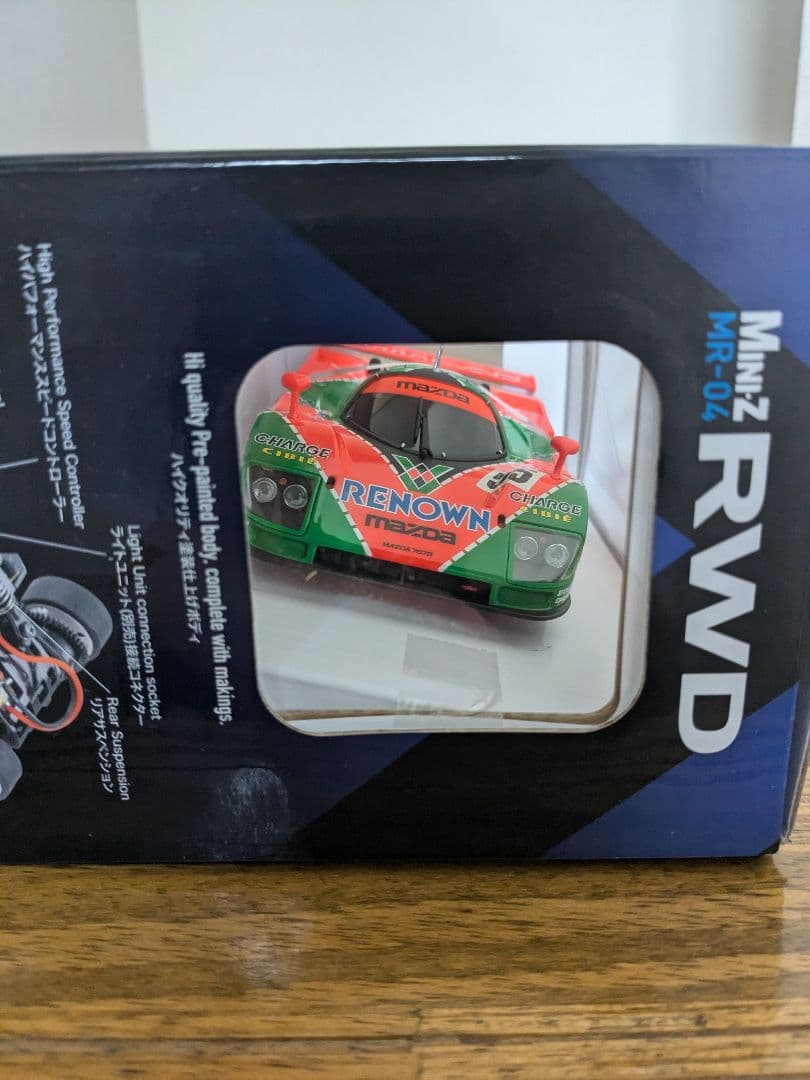 MINI-Z RWD
MR-04
mazda
CHARGE
CIBIE
RENOWN
mazda
MAZDA 767B
CHARGE
CIBIE
Hi quality Pre-painted body, complete with makings.
ハイクオリティ塗装仕上げボディ
High Performance Speed Controller
ハイパフォーマンススピードコントローラー
Light Unit connection socket
ライトユニット(別売)接続コネクター
Rear Suspension
リアサスペンション